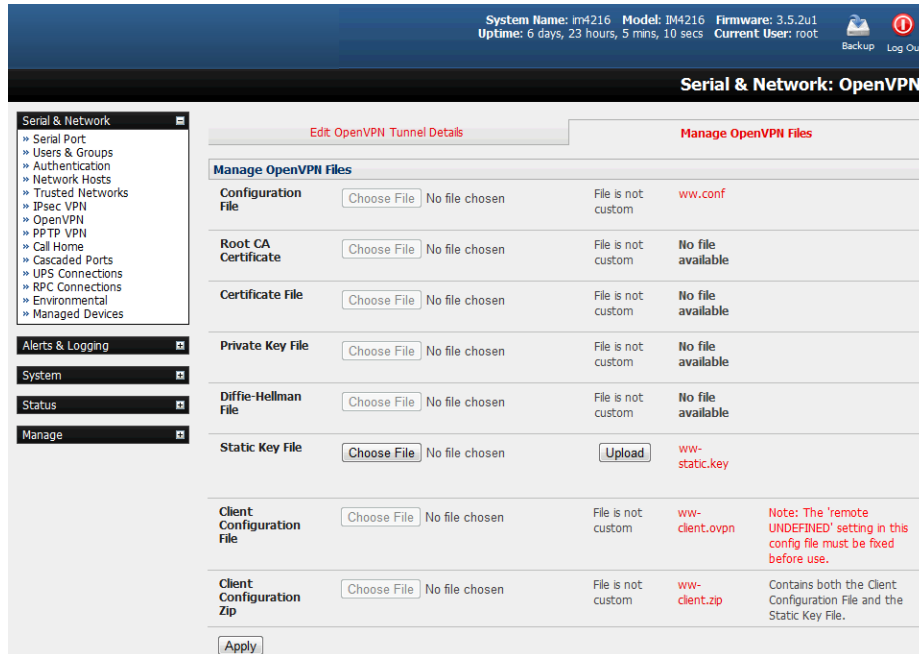 System Name: im4216 Model: IM4216 Firmware: 3.5.2u1
Uptime: 6 days, 23 hours, 5 mins, 10 secs Current User: root
Backup
Log Ou
Serial & Network: OpenVPN
Serial & Network
» Serial Port
» Users & Groups
» Authentication
» Network Hosts
» Trusted Networks
» IPsec VPN
» OpenVPN
» PPTP VPN
» Call Home
» Cascaded Ports
» UPS Connections
» RPC Connections
» Environmental
» Managed Devices
Alerts & Logging
System
Status
Manage
Edit OpenVPN Tunnel Details
Manage OpenVPN Files
Manage OpenVPN Files
Configuration
File
Choose File No file chosen
File is not
custom
ww.conf
Root CA
Certificate
Choose File No file chosen
File is not
custom
No file
available
Certificate File
Choose File No file chosen
File is not
custom
No file
available
Private Key File
Choose File No file chosen
File is not
custom
No file
available
Diffie-Hellman
File
Choose File No file chosen
File is not
custom
No file
available
Static Key File
Choose File No file chosen
Upload
ww-
static.key
Client
Configuration
File
Choose File No file chosen
File is not
custom
ww-
client.ovpn
Note: The 'remote
UNDEFINED' setting in this
config file must be fixed
before use.
Client
Configuration
Zip
Choose File No file chosen
File is not
custom
ww-
client.zip
Contains both the Client
Configuration File and the
Static Key File.
Apply